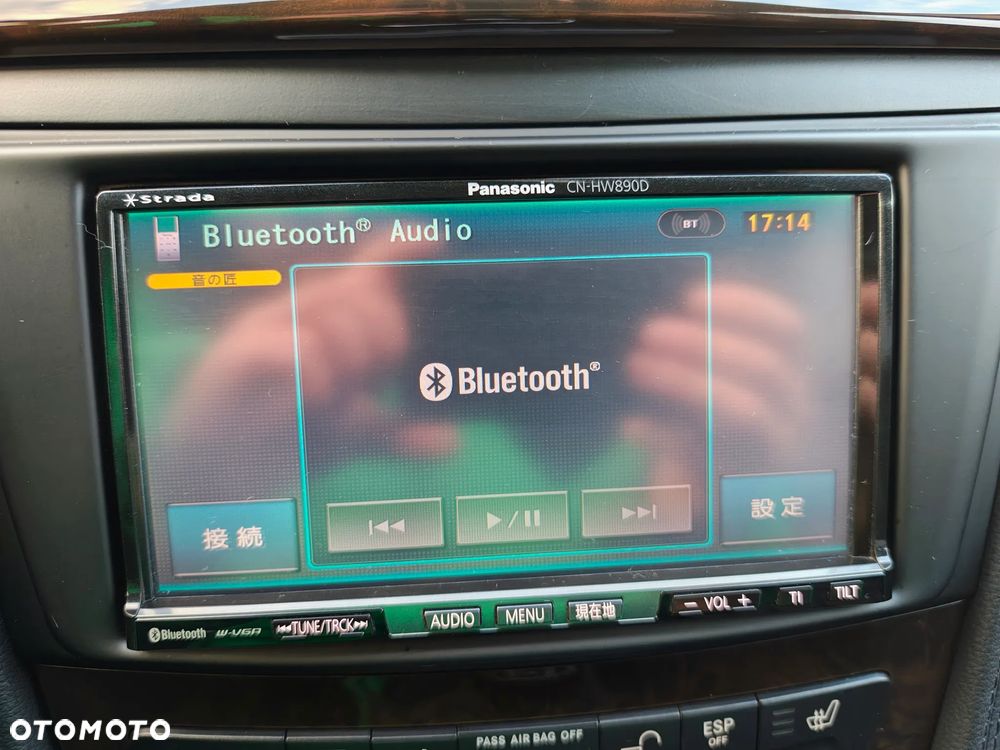 Strada
Panasonic CN-HW890D
Bluetooth® Audio
BT
17:14
音の匠
Bluetooth®
接続
設定
Bluetooth
W-VGA
TUNE/TRCK
AUDIO
MENU
現在地
– VOL +
TI
TILT
PASS AIR BAG OFF
ESP
OFF
OTOMOTO